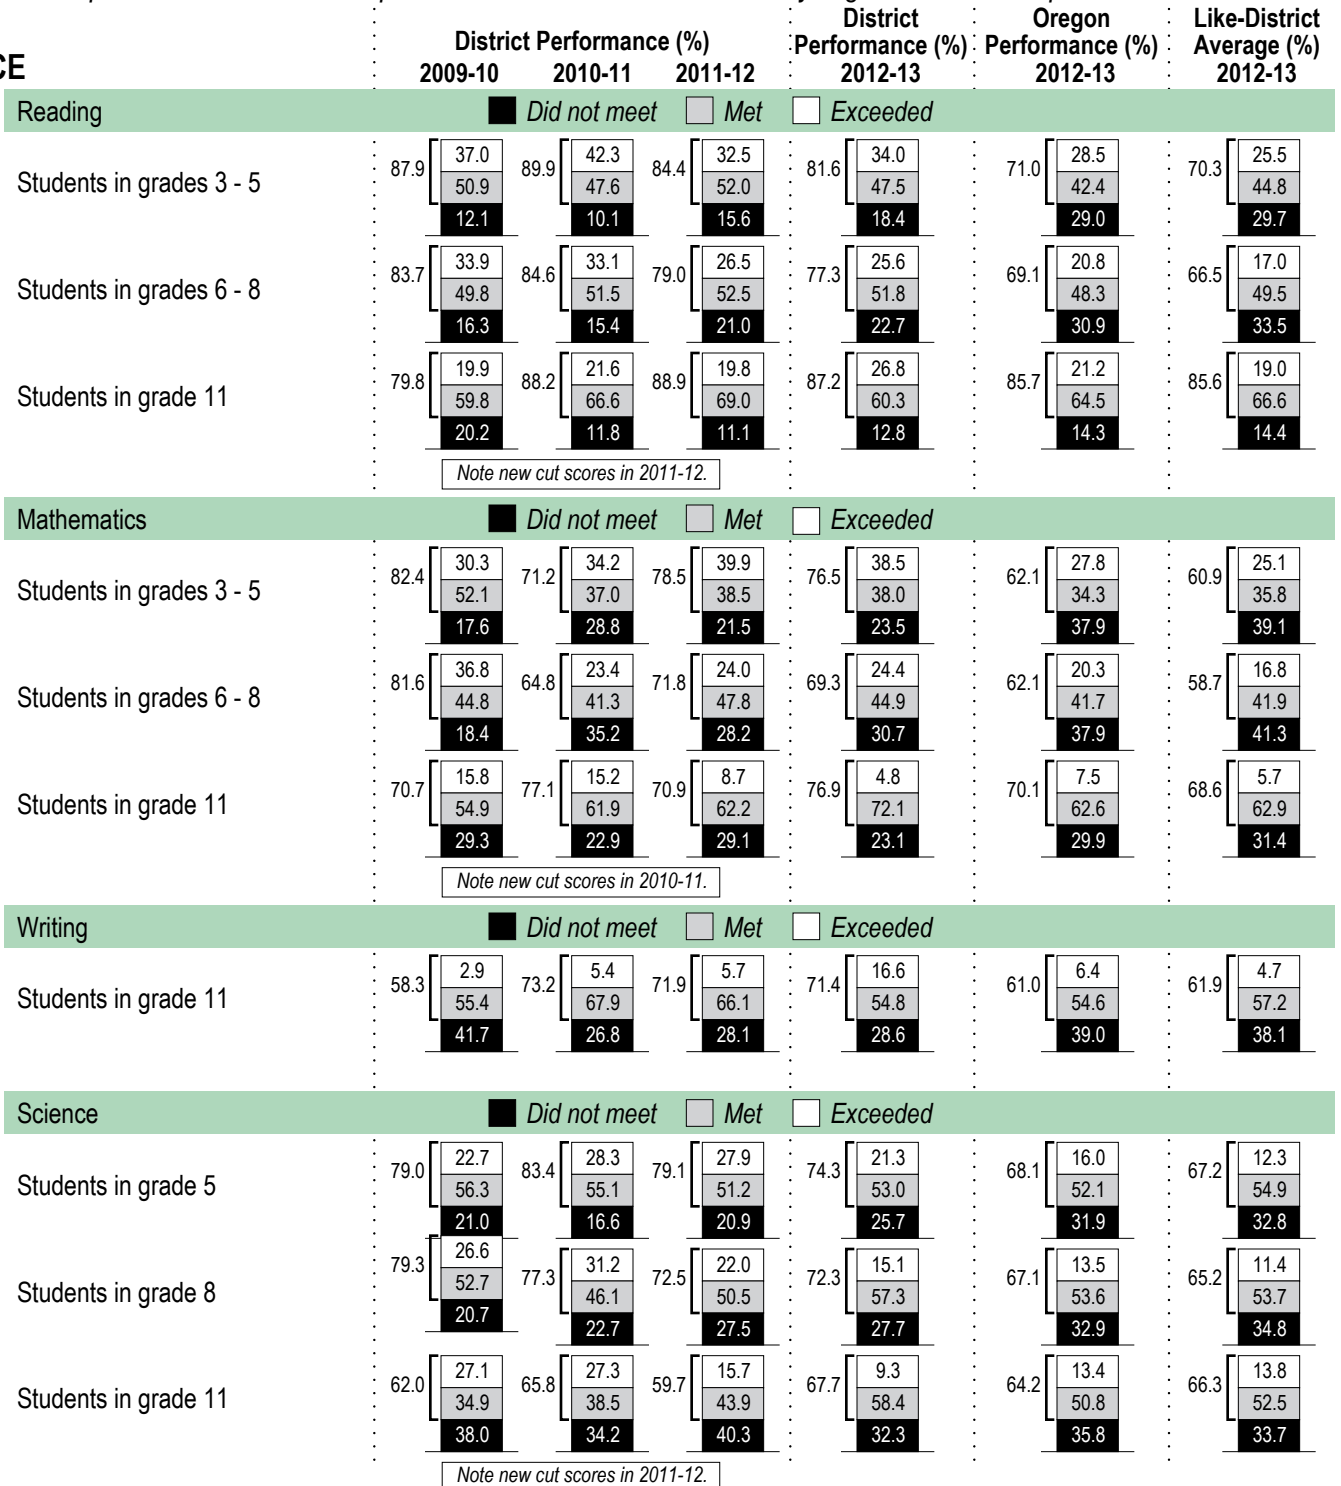 District Oregon Like-District
District Performance (%) Performance (%) Performance (%) Average (%)
CE 2009-10 2010-11 2011-12 2012-13 2012-13 2012-13
Reading Did not meet Met Exceeded
37.0 42.3 32.5 34.0 28.5 25.5
87.9 89.9 84.4 81.6 71.0 70.3
Students in grades 3 - 5 50.9 47.6 52.0 47.5 42.4 44.8
12.1 10.1 15.6 18.4 29.0 29.7
33.9 33.1 26.5 25.6 20.8 17.0
83.7 84.6 79.0 77.3 69.1 66.5
Students in grades 6 - 8 49.8 51.5 52.5 51.8 48.3 49.5
16.3 15.4 21.0 22.7 30.9 33.5
19.9 21.6 19.8 26.8 21.2 19.0
79.8 88.2 88.9 87.2 85.7 85.6
Students in grade 11 59.8 66.6 69.0 60.3 64.5 66.6
20.2 11.8 11.1 12.8 14.3 14.4
Note new cut scores in 2011-12.
Mathematics Did not meet Met Exceeded
30.3 34.2 39.9 38.5 27.8 25.1
82.4 71.2 78.5 76.5 62.1 60.9
Students in grades 3 - 5 52.1 37.0 38.5 38.0 34.3 35.8
17.6 28.8 21.5 23.5 37.9 39.1
36.8 23.4 24.0 24.4 20.3 16.8
81.6 64.8 71.8 69.3 62.1 58.7
Students in grades 6 - 8 44.8 41.3 47.8 44.9 41.7 41.9
18.4 35.2 28.2 30.7 37.9 41.3
15.8 15.2 8.7 4.8 7.5 5.7
70.7 77.1 70.9 76.9 70.1 68.6
Students in grade 11 54.9 61.9 62.2 72.1 62.6 62.9
29.3 22.9 29.1 23.1 29.9 31.4
Note new cut scores in 2010-11.
Writing Did not meet Met Exceeded
2.9 5.4 5.7 16.6 6.4 4.7
58.3 73.2 71.9 71.4 61.0 61.9
Students in grade 11 55.4 67.9 66.1 54.8 54.6 57.2
41.7 26.8 28.1 28.6 39.0 38.1
Science Did not meet Met Exceeded
22.7 28.3 27.9 21.3 16.0 12.3
79.0 83.4 79.1 74.3 68.1 67.2
Students in grade 5 56.3 55.1 51.2 53.0 52.1 54.9
21.0 16.6 20.9 25.7 31.9 32.8
26.6 31.2 22.0 15.1 13.5 11.4
79.3 77.3 72.5 72.3 67.1 65.2
Students in grade 8 52.7 46.1 50.5 57.3 53.6 53.7
20.7 22.7 27.5 27.7 32.9 34.8
27.1 27.3 15.7 9.3 13.4 13.8
62.0 65.8 59.7 67.7 64.2 66.3
Students in grade 11 34.9 38.5 43.9 58.4 50.8 52.5
38.0 34.2 40.3 32.3 35.8 33.7
Note new cut scores in 2011-12.